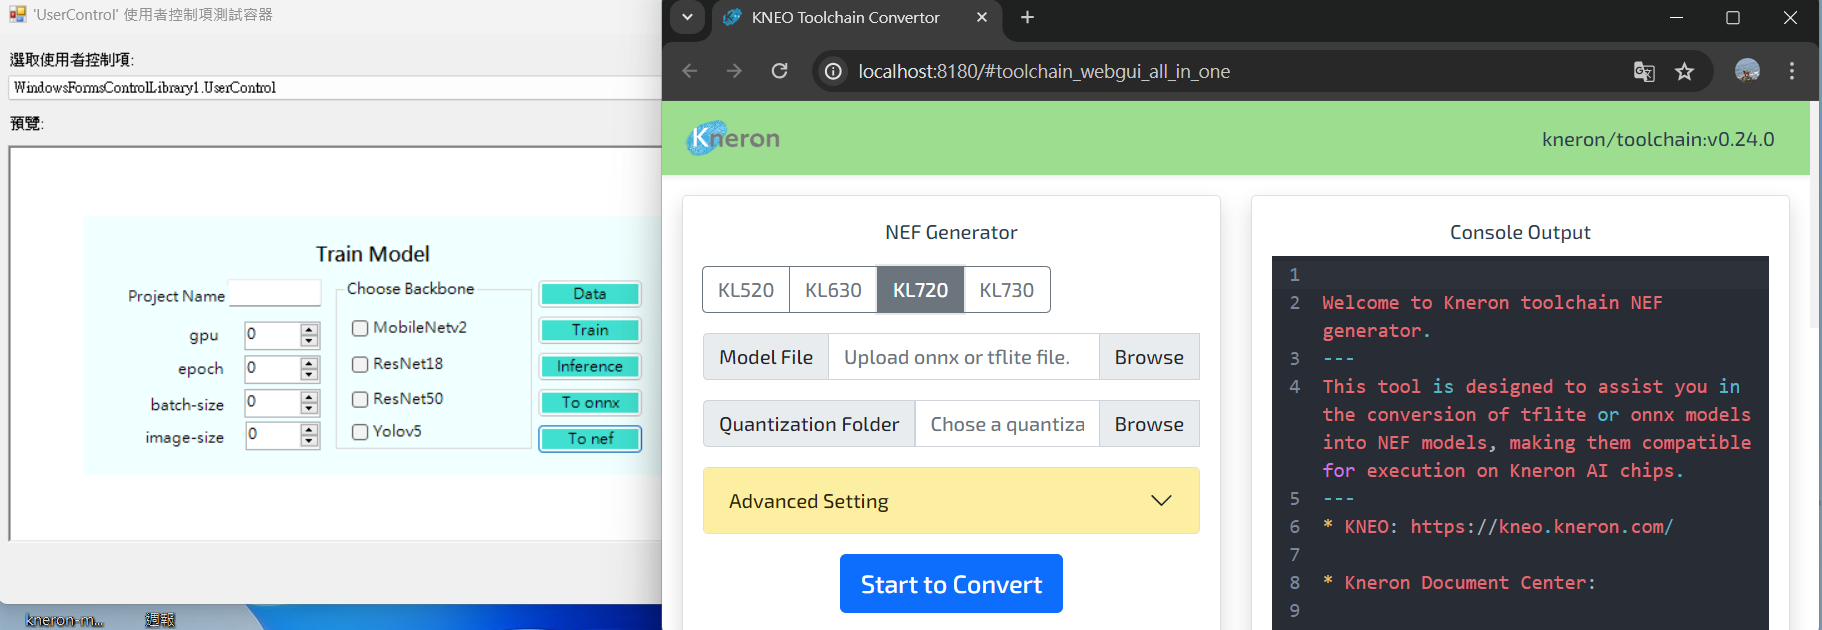 'UserControl' 使用者控制項測試容器
選取使用者控制項:
WindowsFormsControlLibrary1.UserControl
預覽:
Train Model
Project Name
gpu 0
epoch 0
batch-size 0
image-size 0
Choose Backbone
MobileNetv2
ResNet18
ResNet50
Yolov5
Data
Train
Inference
To onnx
To nef
kneron-m...
週報
KNEO Toolchain Convertor
localhost:8180/#toolchain_webgui_all_in_one
Kneron
kneron/toolchain:v0.24.0
NEF Generator
KL520 KL630 KL720 KL730
Model File Upload onnx or tflite file. Browse
Quantization Folder Chose a quantiza Browse
Advanced Setting
Start to Convert
Console Output
1
2 Welcome to Kneron toolchain NEF
generator.
3 ---
4 This tool is designed to assist you in
the conversion of tflite or onnx models
into NEF models, making them compatible
for execution on Kneron AI chips.
5 ---
6 * KNEO: https://kneo.kneron.com/
7
8 * Kneron Document Center:
9